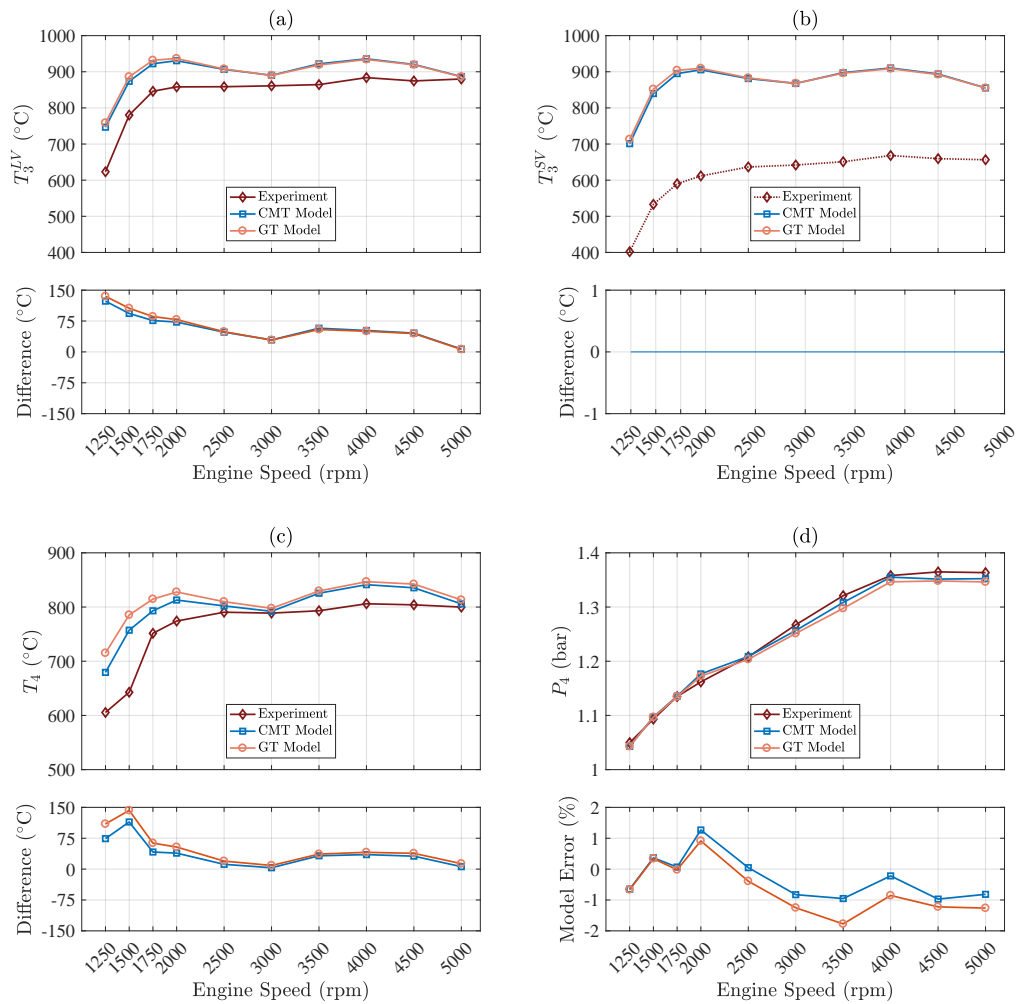 (a)
1000
900
800
700
600
500
400
T₃ᴸⱽ (°C)
Experiment
CMT Model
GT Model
150
75
0
-75
-150
Difference (°C)
1250
1500
1750
2000
2500
3000
3500
4000
4500
5000
Engine Speed (rpm)
(b)
1000
900
800
700
600
500
400
T₃ˢⱽ (°C)
Experiment
CMT Model
GT Model
1
0
-1
Difference (°C)
1250
1500
1750
2000
2500
3000
3500
4000
4500
5000
Engine Speed (rpm)
(c)
900
800
700
600
500
T₄ (°C)
Experiment
CMT Model
GT Model
150
75
0
-75
-150
Difference (°C)
1250
1500
1750
2000
2500
3000
3500
4000
4500
5000
Engine Speed (rpm)
(d)
1.4
1.3
1.2
1.1
1
P₄ (bar)
Experiment
CMT Model
GT Model
2
1
0
-1
-2
Model Error (%)
1250
1500
1750
2000
2500
3000
3500
4000
4500
5000
Engine Speed (rpm)